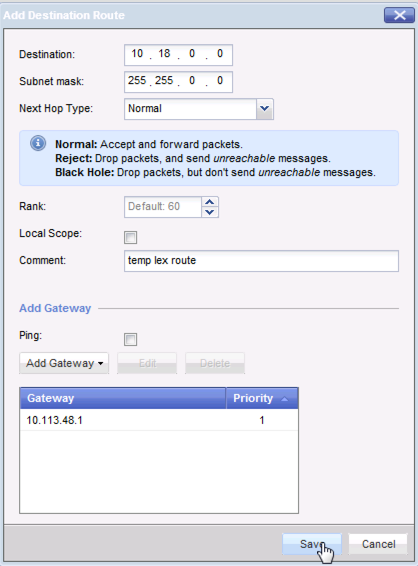 Add Destination Route
Destination: 10 . 18 . 0 . 0
Subnet mask: 255 . 255 . 0 . 0
Next Hop Type: Normal
Normal: Accept and forward packets.
Reject: Drop packets, and send unreachable messages.
Black Hole: Drop packets, but don't send unreachable messages.
Rank: Default: 60
Local Scope:
Comment: temp lex route
Add Gateway
Ping:
Add Gateway Edit Delete
Gateway Priority
10.113.48.1 1
Save Cancel